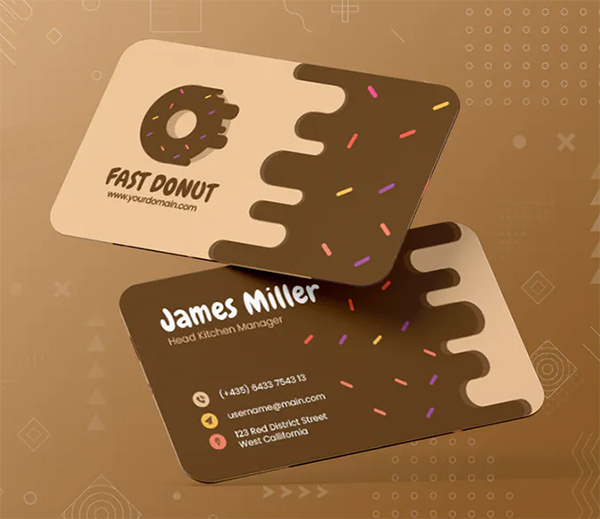 FAST DONUT
www.yourdomain.com
James Miller
Head Kitchen Manager
(+435) 6433 7543 13
username@main.com
123 Red District Street
West Callifornia